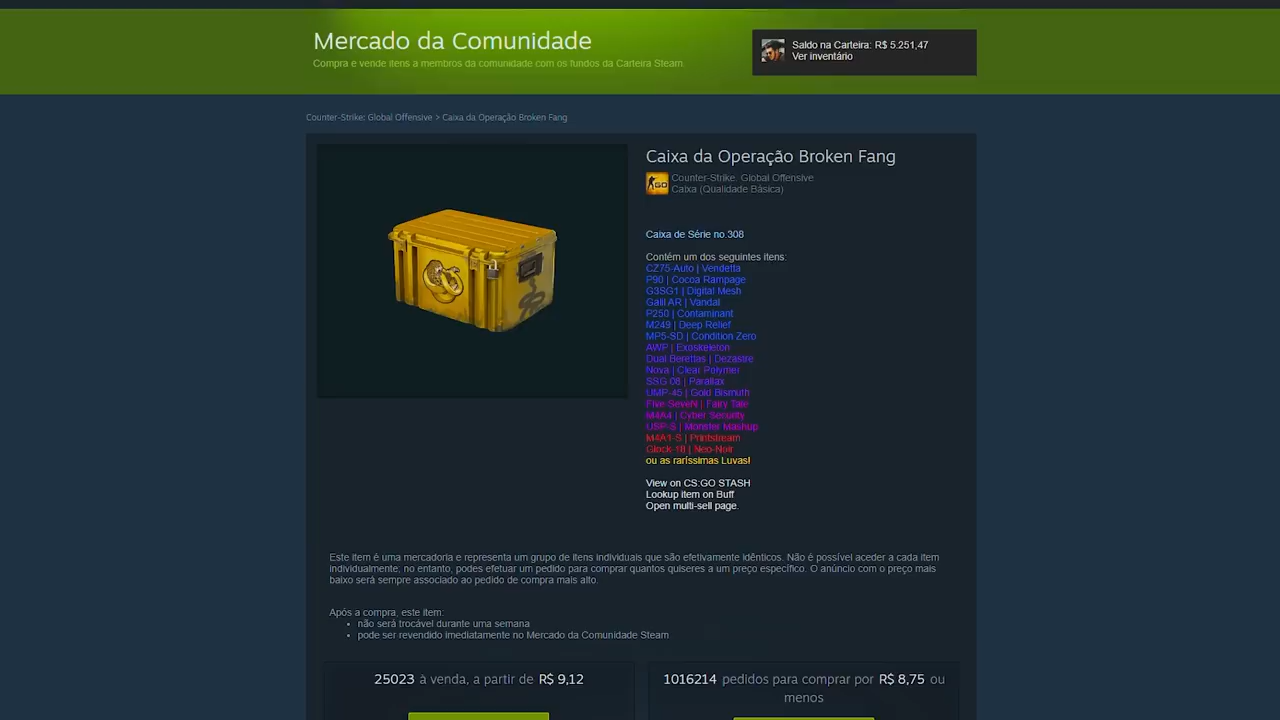 Mercado da Comunidade
Compra e vende itens a membros da comunidade com os fundos da Carteira Steam.
Saldo na Carteira: R$ 5.251,47
Ver inventário
Counter-Strike: Global Offensive > Caixa da Operação Broken Fang
Caixa da Operação Broken Fang
GO
Counter-Strike: Global Offensive
Caixa (Qualidade Básica)
Caixa de Série no.308
Contém um dos seguintes itens:
CZ75-Auto | Vendetta
P90 | Cocoa Rampage
G3SG1 | Digital Mesh
Galil AR | Vandal
P250 | Contaminant
M249 | Deep Relief
MP5-SD | Condition Zero
AWP | Exoskeleton
Dual Berettas | Dezastre
Nova | Clear Polymer
SSG 08 | Parallax
UMP-45 | Gold Bismuth
Five-SeveN | Fairy Tale
M4A4 | Cyber Security
USP-S | Monster Mashup
M4A1-S | Printstream
Glock-18 | Neo-Noir
ou as raríssimas Luvas!
View on CS:GO STASH
Lookup item on Buff
Open multi-sell page.
Este item é uma mercadoria e representa um grupo de itens individuais que são efetivamente idênticos. Não é possível aceder a cada item
individualmente; no entanto, podes efetuar um pedido para comprar quantos quiseres a um preço específico. O anúncio com o preço mais
baixo será sempre associado ao pedido de compra mais alto.
Após a compra, este item:
• não será trocável durante uma semana
• pode ser revendido imediatamente no Mercado da Comunidade Steam
25023 à venda, a partir de R$ 9,12
1016214 pedidos para comprar por R$ 8,75 ou
menos